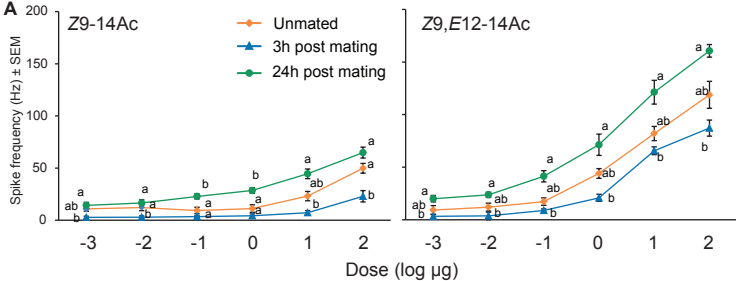 A
Z9-14Ac
Z9,E12-14Ac
Unmated
3h post mating
24h post mating
Spike frequency (Hz) ± SEM
200
150
100
50
0
a a b b a a
ab a a a ab a
b b a a b b
a a a a a a
ab ab ab ab ab ab
b b b b b b
-3 -2 -1 0 1 2
-3 -2 -1 0 1 2
Dose (log µg)